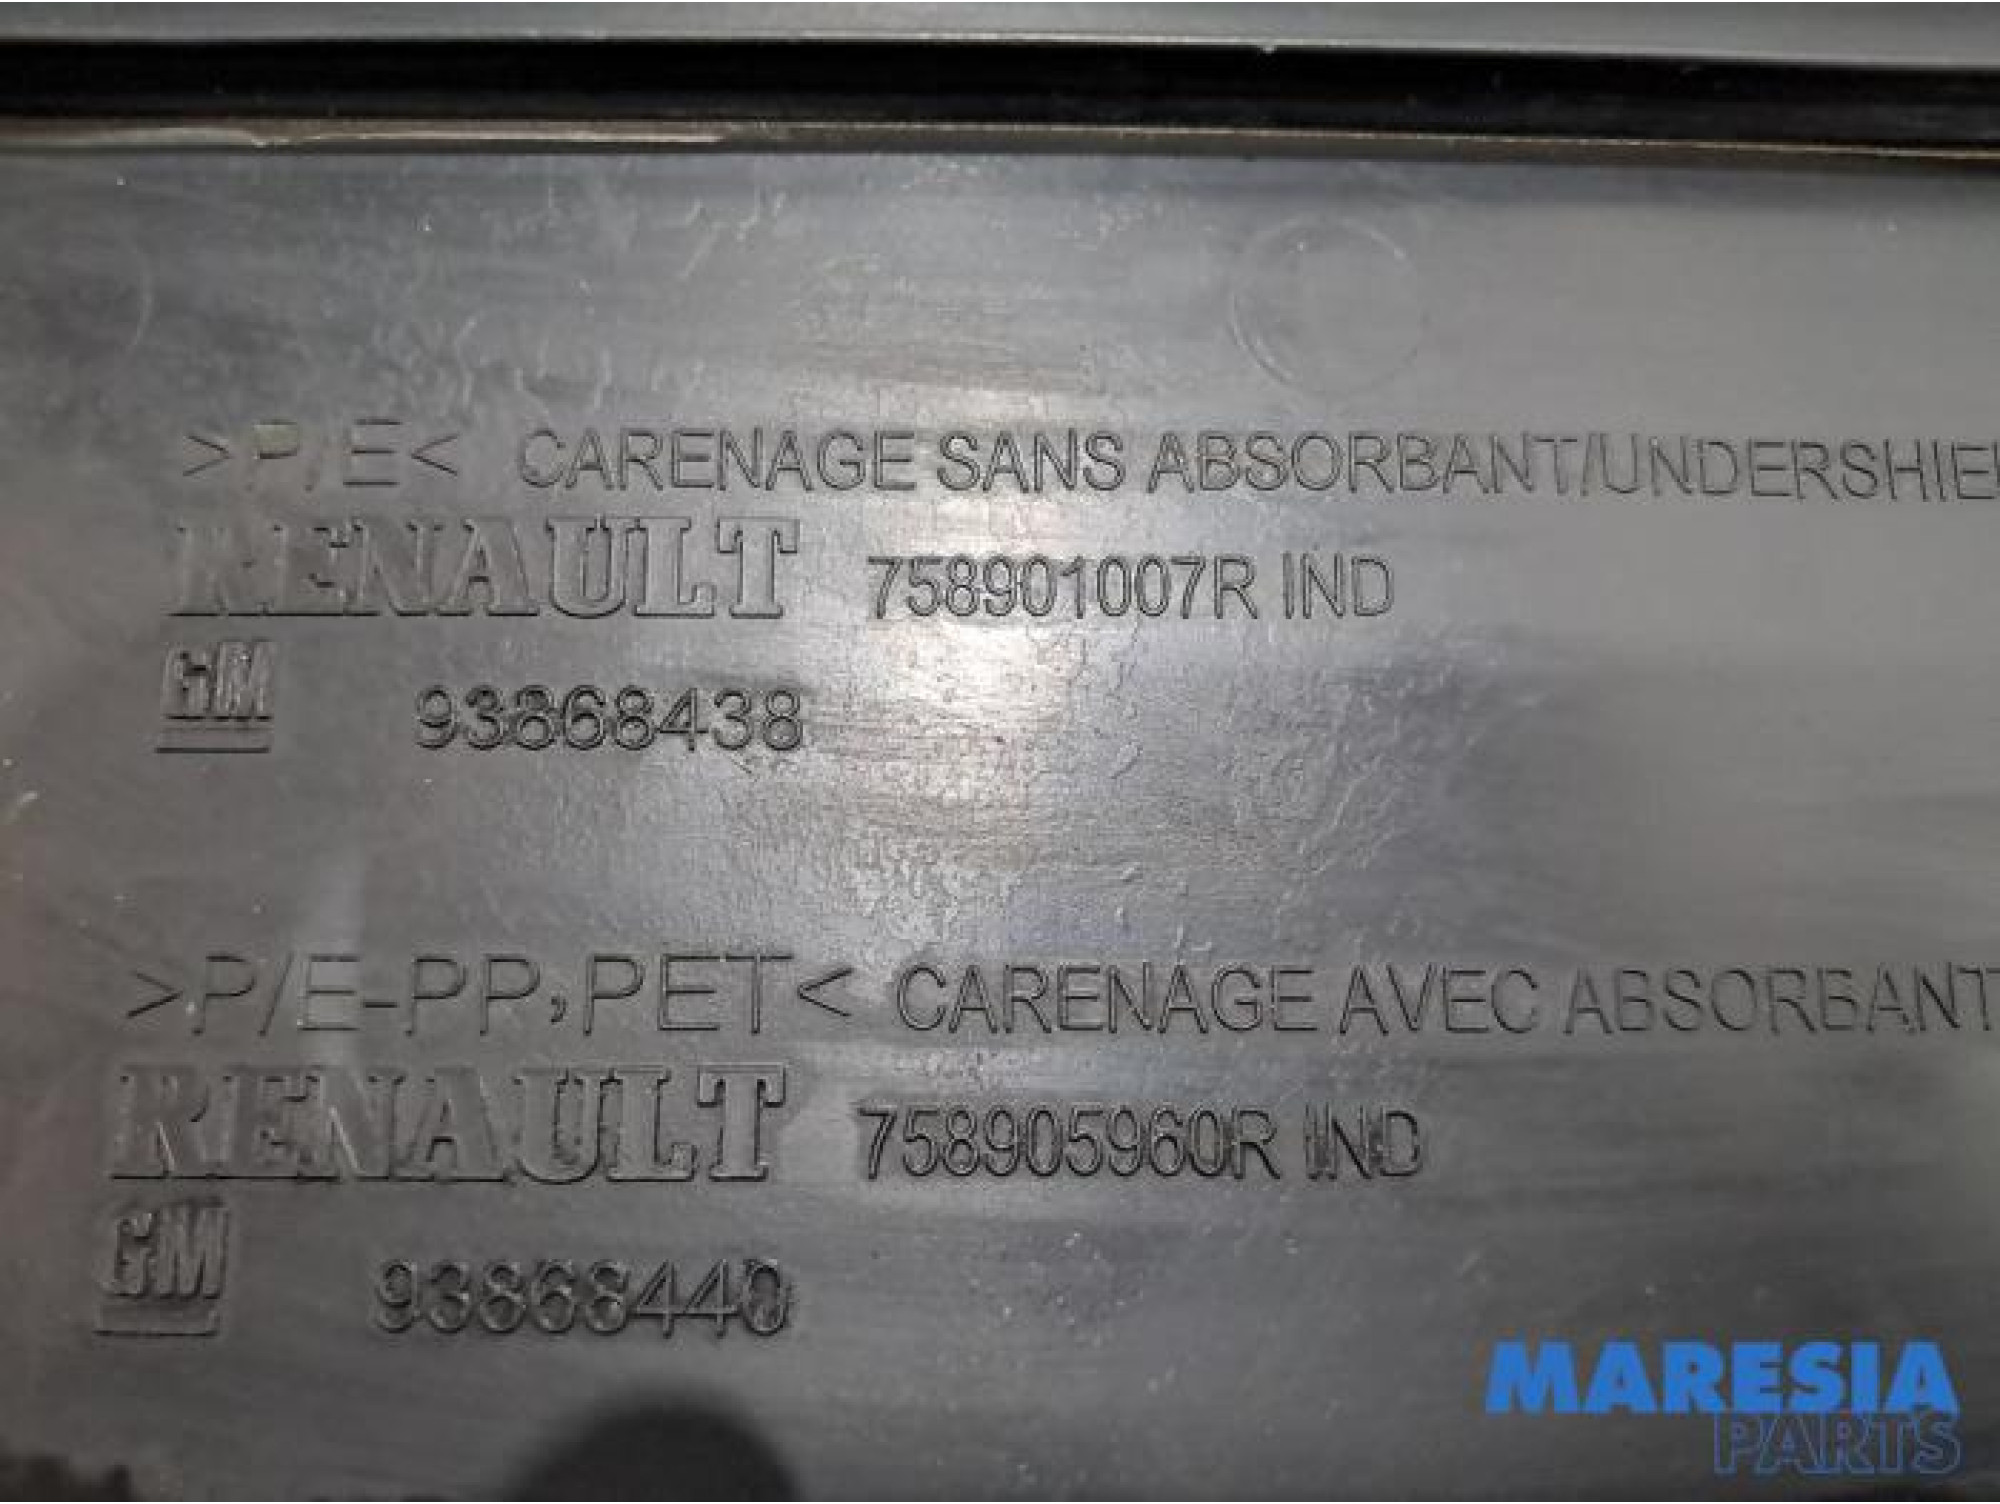 >P/E< CARENAGE SANS ABSORBANT/UNDERSHIEL
RENAULT 758901007R IND
GM 93868438
>P/E-PP,PET< CARENAGE AVEC ABSORBANT
RENAULT 758905960R IND
GM 93868440
MARESIA
PARTS